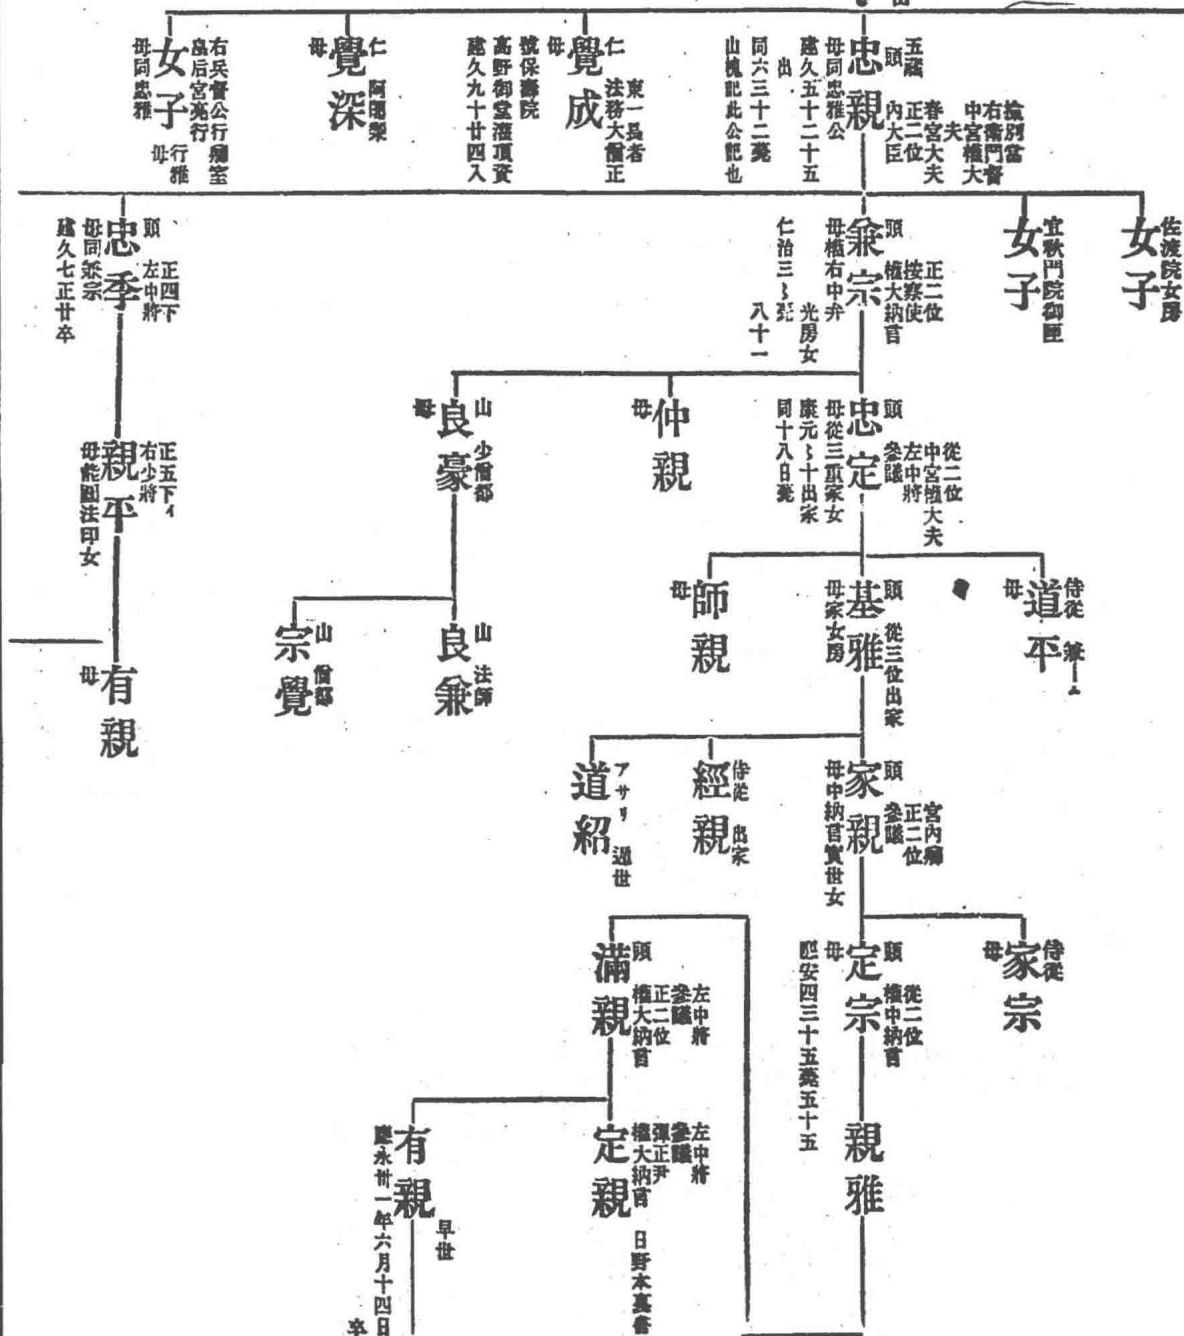 五蔵
頭
檢別當
右衛門督
中宮權大
夫
春宮大夫
正二位
內大臣
忠親
母同忠雅公
建久五十二十五
出
同六三十二薨
山槐記此公記也
仁
東一長者
法務大僧正
覺成
母
號保壽院
高野御堂灌頂資
建久九十廿四入
仁
阿闍梨
覺深
母
右兵督公行卿室
皇后宮亮行
女子
母同忠雅
行雅
母
佐渡院女房
女子
宜秋門院御匣
女子
頭
正二位
按察使
權大納言
兼宗
母權右中弁
光房女
仁治三〻薨
八十一
頭
正四下
左中將
忠季
母同兼宗
建久七正廿卒
頭
從二位
中宮權大夫
左中將
參議
忠定
母從三重家女
康元〻十出家
同十八日薨
仲親
母
山
少僧都
良豪
母
正五下イ
右少將
親平
母能圓法印女
侍從
兼
道平
母
頭
從三位出家
基雅
母家女房
師親
母
山
法師
良兼
山
僧都
宗覺
有親
母
頭
宮內卿
正二位
參議
家親
母中納言實世女
侍從
出家
經親
アサリ
遁世
道紹
侍從
家宗
母
頭
從二位
權中納言
定宗
母
應安四三十五薨五十五
頭
左中將
參議
正二位
權大納言
滿親
親雅
左中將
參議
彈正尹
權大納言
定親
日野本裏書
有親
早世
應永卅一年六月十四日
卒